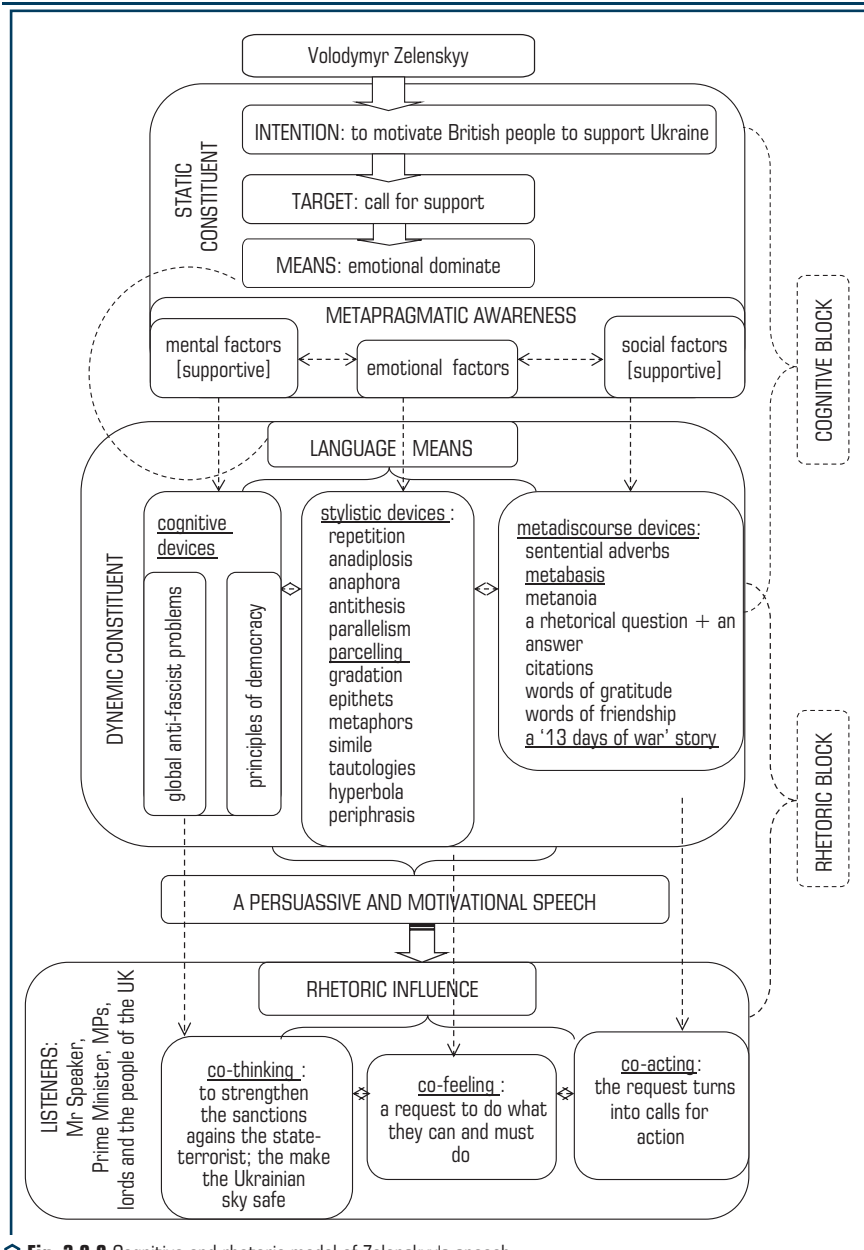 Volodymyr Zelenskyy
INTENTION: to motivate British people to support Ukraine
STATIC
CONSTITUENT
TARGET: call for support
MEANS: emotional dominate
METAPRAGMATIC AWARENESS
mental factors
[supportive]
emotional factors
social factors
[supportive]
COGNITIVE BLOCK
LANGUAGE MEANS
DYNEMIC CONSTITUENT
cognitive
devices
global anti-fascist problems
principles of democracy
stylistic devices :
repetition
anadiplosis
anaphora
antithesis
parallelism
parcelling
gradation
epithets
metaphors
simile
tautologies
hyperbola
periphrasis
metadiscourse devices:
sentential adverbs
metabasis
metanoia
a rhetorical question + an
answer
citations
words of gratitude
words of friendship
a '13 days of war' story
RHETORIC BLOCK
A PERSUASSIVE AND MOTIVATIONAL SPEECH
LISTENERS:
Mr Speaker,
Prime Minister, MPs,
lords and the people of the UK
RHETORIC INFLUENCE
co-thinking :
to strengthen
the sanctions
agains the state-
terrorist; the make
the Ukrainian
sky safe
co-feeling :
a request to do what
they can and must
do
co-acting:
the request turns
into calls for
action